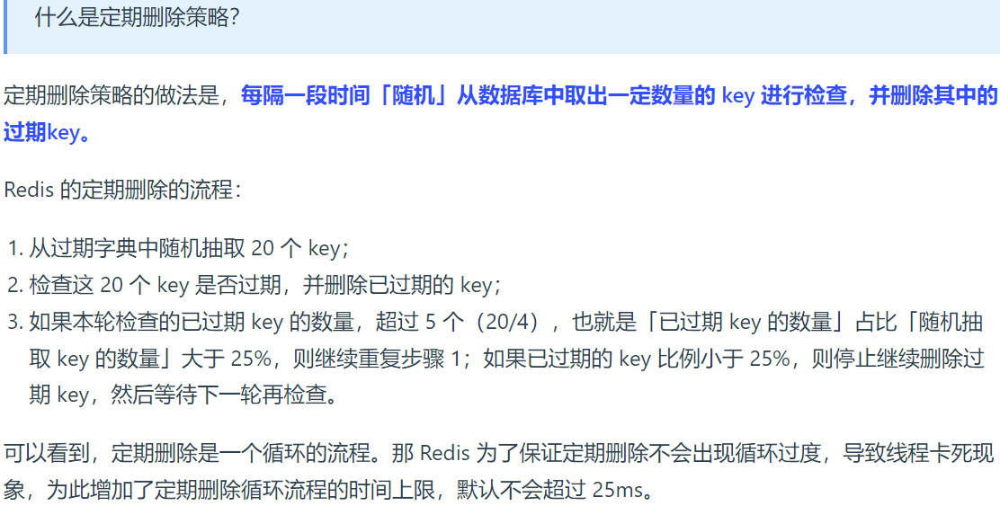 什么是定期删除策略？
定期删除策略的做法是，每隔一段时间「随机」从数据库中取出一定数量的 key 进行检查，并删除其中的
过期key。
Redis 的定期删除的流程：
1. 从过期字典中随机抽取 20 个 key；
2. 检查这 20 个 key 是否过期，并删除已过期的 key；
3. 如果本轮检查的已过期 key 的数量，超过 5 个（20/4），也就是「已过期 key 的数量」占比「随机抽
取 key 的数量」大于 25%，则继续重复步骤 1；如果已过期的 key 比例小于 25%，则停止继续删除过
期 key，然后等待下一轮再检查。
可以看到，定期删除是一个循环的流程。那 Redis 为了保证定期删除不会出现循环过度，导致线程卡死现
象，为此增加了定期删除循环流程的时间上限，默认不会超过 25ms。